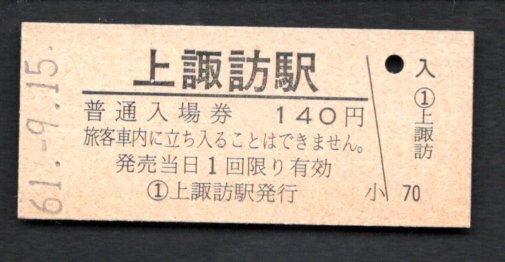 61.-9.15.
上諏訪駅
普通入場券 140円
旅客車内に立ち入ることはできません。
発売当日1回限り有効
①上諏訪駅発行
小
入
①上諏訪
70